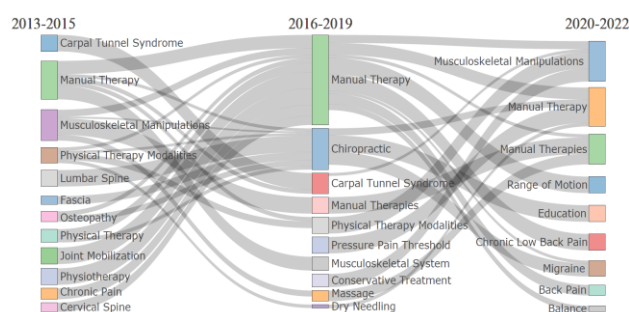 2013-2015
2016-2019
2020-2022
Carpal Tunnel Syndrome
Manual Therapy
Musculoskeletal Manipulations
Physical Therapy Modalities
Lumbar Spine
Fascia
Osteopathy
Physical Therapy
Joint Mobilization
Physiotherapy
Chronic Pain
Cervical Spine
Manual Therapy
Chiropractic
Carpal Tunnel Syndrome
Manual Therapies
Physical Therapy Modalities
Pressure Pain Threshold
Musculoskeletal System
Conservative Treatment
Massage
Dry Needling
Musculoskeletal Manipulations
Manual Therapy
Manual Therapies
Range of Motion
Education
Chronic Low Back Pain
Migraine
Back Pain
Balance